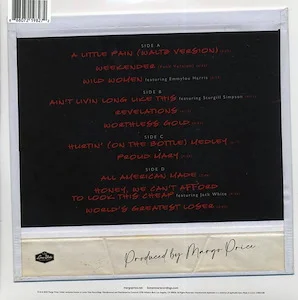 SIDE A
A LITTLE PAIN (WALTZ VERSION)
WEEKENDER
WILD WOMEN featuring Emmylou Harris
SIDE B
AIN'T LIVIN LONG LIKE THIS featuring Sturgill Simpson
REVELATIONS
WORTHLESS GOLD
SIDE C
HURTIN' (ON THE BOTTLE) MEDLEY
PROUD MARY
SIDE D
ALL AMERICAN MADE
HONEY, WE CAN'T AFFORD
TO LOOK THIS CHEAP featuring Jack White
WORLD'S GREATEST LOSER
Produced by Margo Price